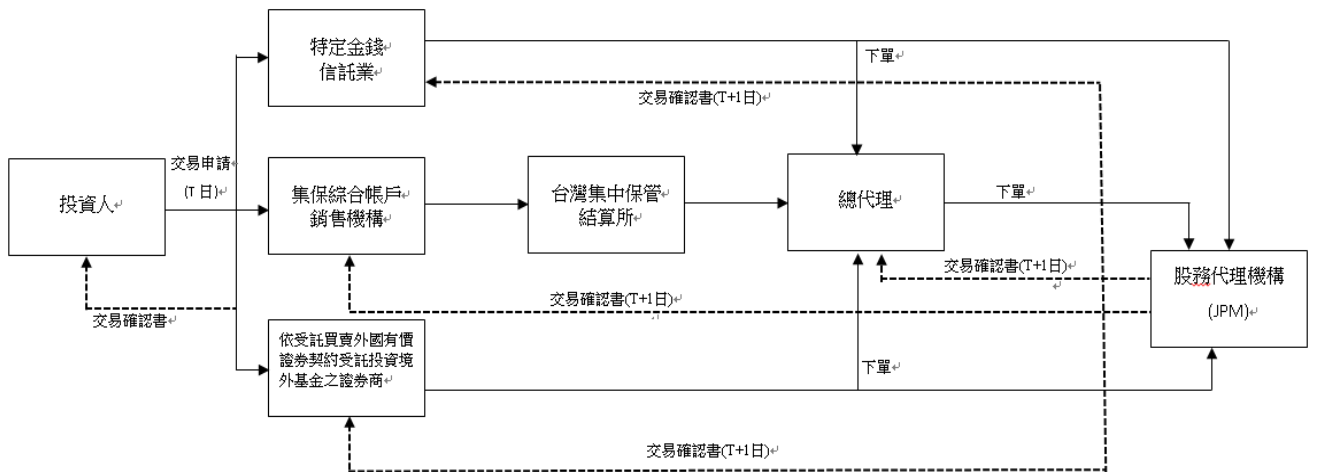 特定金錢
信託業
下單
交易確認書(T+1日)
交易申請
(T 日)
投資人
集保綜合帳戶
銷售機構
台灣集中保管
結算所
總代理
下單
交易確認書(T+1日)
股務代理機構
(JPM)
交易確認書(T+1日)
交易確認書
依受託買賣外國有價
證券契約受託投資境
外基金之證券商
下單
交易確認書(T+1日)